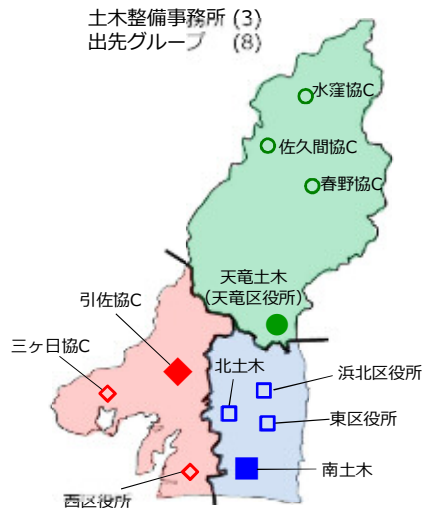 土木整備事務所 (3)
出先グループ (8)
水窪協C
佐久間協C
春野協C
天竜土木
(天竜区役所)
引佐協C
三ヶ日協C
北土木
浜北区役所
東区役所
南土木
西区役所